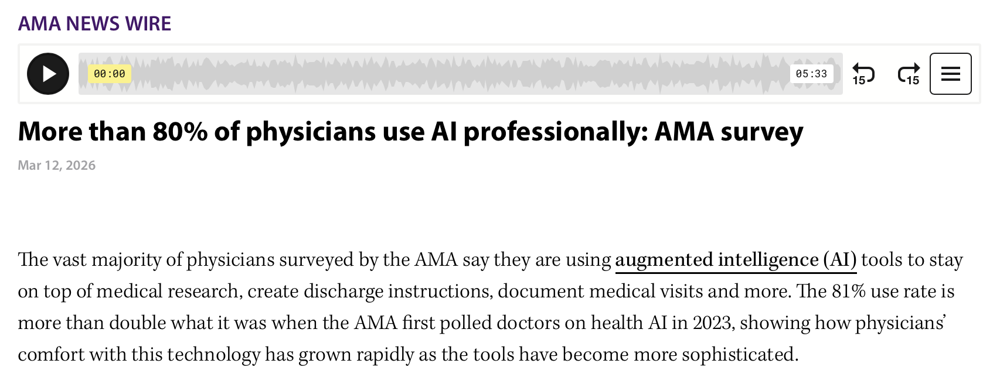 AMA NEWS WIRE
00:00
05:33
15
15
More than 80% of physicians use AI professionally: AMA survey
Mar 12, 2026
The vast majority of physicians surveyed by the AMA say they are using augmented intelligence (AI) tools to stay
on top of medical research, create discharge instructions, document medical visits and more. The 81% use rate is
more than double what it was when the AMA first polled doctors on health AI in 2023, showing how physicians’
comfort with this technology has grown rapidly as the tools have become more sophisticated.